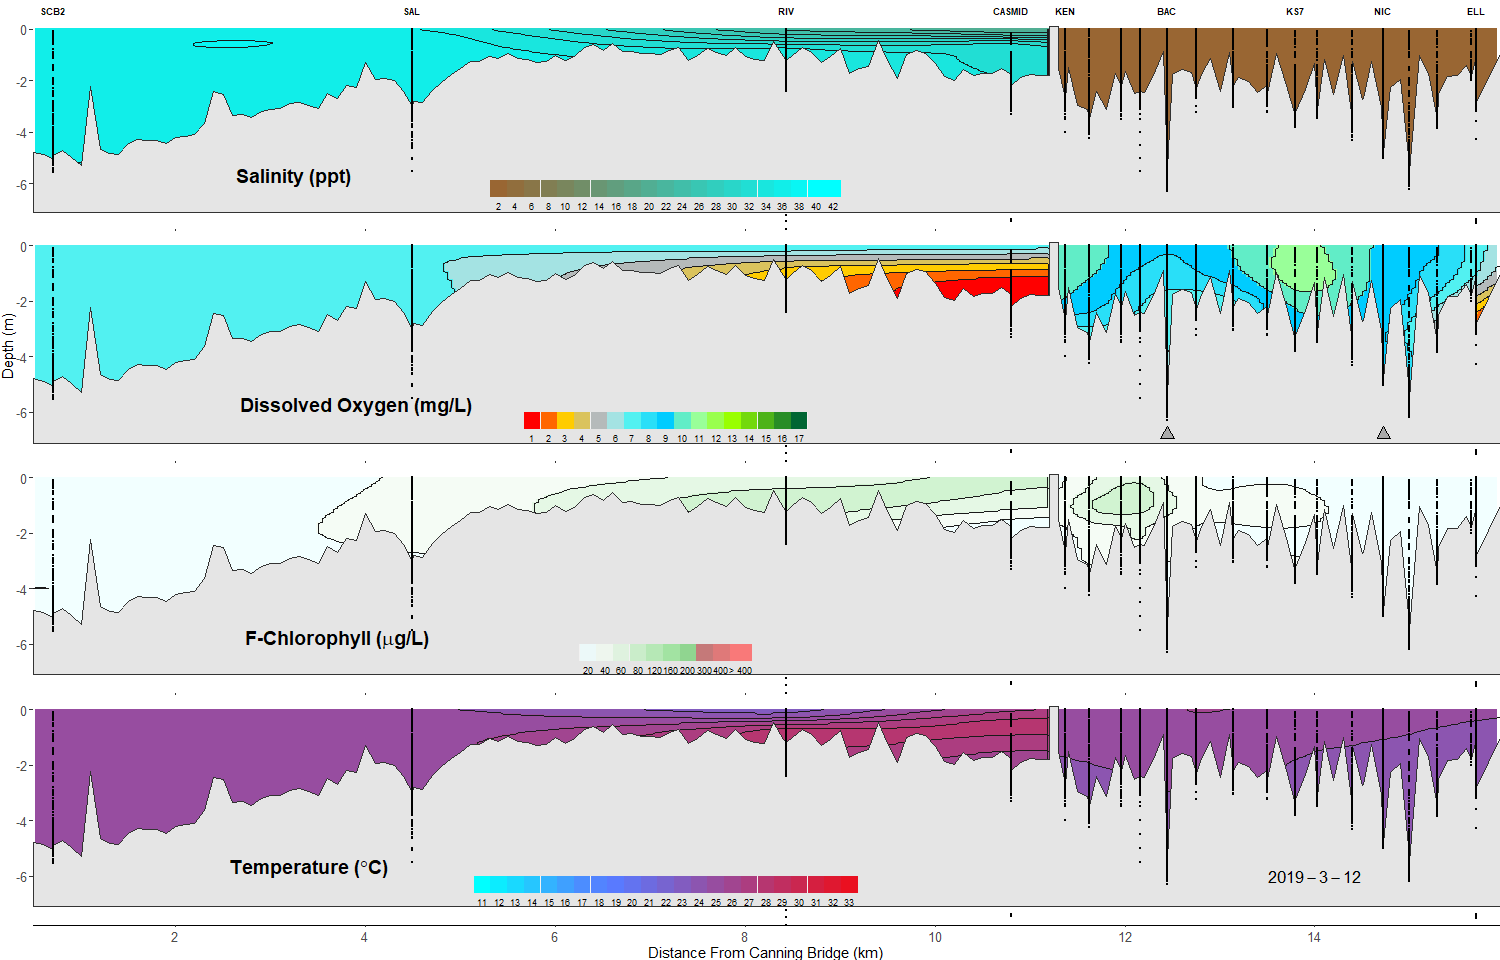 SCB2 SAL RIV CASMID KEN BAC KS7 NIC ELL
0
-2
-4
-6
Salinity (ppt)
2 4 6 8 10 12 14 16 18 20 22 24 26 28 30 32 34 36 38 40 42
0
-2
-4
-6
Depth (m)
Dissolved Oxygen (mg/L)
1 2 3 4 5 6 7 8 9 10 11 12 13 14 15 16 17
0
-2
-4
-6
F-Chlorophyll (µg/L)
20 40 60 80 120 160 200 300 400 > 400
0
-2
-4
-6
Temperature (°C)
2019 – 3 – 12
11 12 13 14 15 16 17 18 19 20 21 22 23 24 25 26 27 28 29 30 31 32 33
2 4 6 8 10 12 14
Distance From Canning Bridge (km)